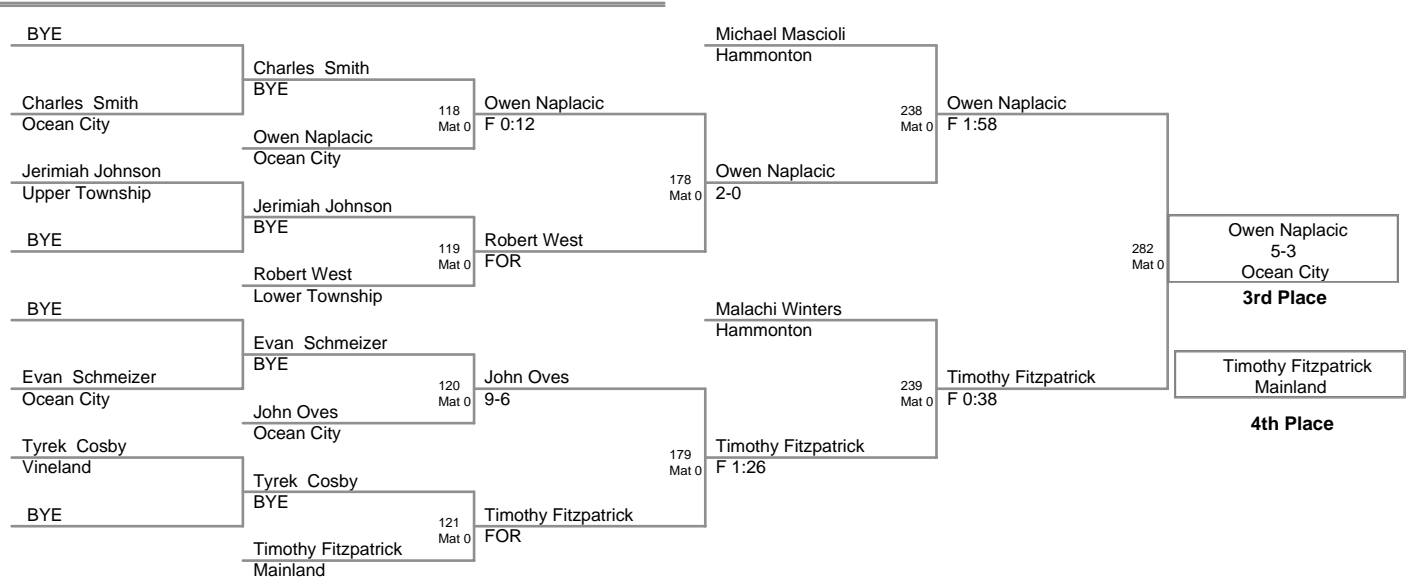 BYE
Charles  Smith
Ocean City
Jerimiah Johnson
Upper Township
BYE
BYE
Evan  Schmeizer
Ocean City
Tyrek  Cosby
Vineland
BYE
Charles  Smith
BYE
118
Mat 0
Owen Naplacic
Ocean City
Jerimiah Johnson
BYE
119
Mat 0
Robert West
Lower Township
Evan  Schmeizer
BYE
120
Mat 0
John Oves
Ocean City
Tyrek  Cosby
BYE
121
Mat 0
Timothy Fitzpatrick
Mainland
Owen Naplacic
F 0:12
178
Mat 0
Robert West
FOR
John Oves
9-6
179
Mat 0
Timothy Fitzpatrick
FOR
Michael Mascioli
Hammonton
238
Mat 0
Owen Naplacic
2-0
Malachi Winters
Hammonton
239
Mat 0
Timothy Fitzpatrick
F 1:26
Owen Naplacic
F 1:58
282
Mat 0
Timothy Fitzpatrick
F 0:38
Owen Naplacic
5-3
Ocean City
3rd Place
Timothy Fitzpatrick
Mainland
4th Place